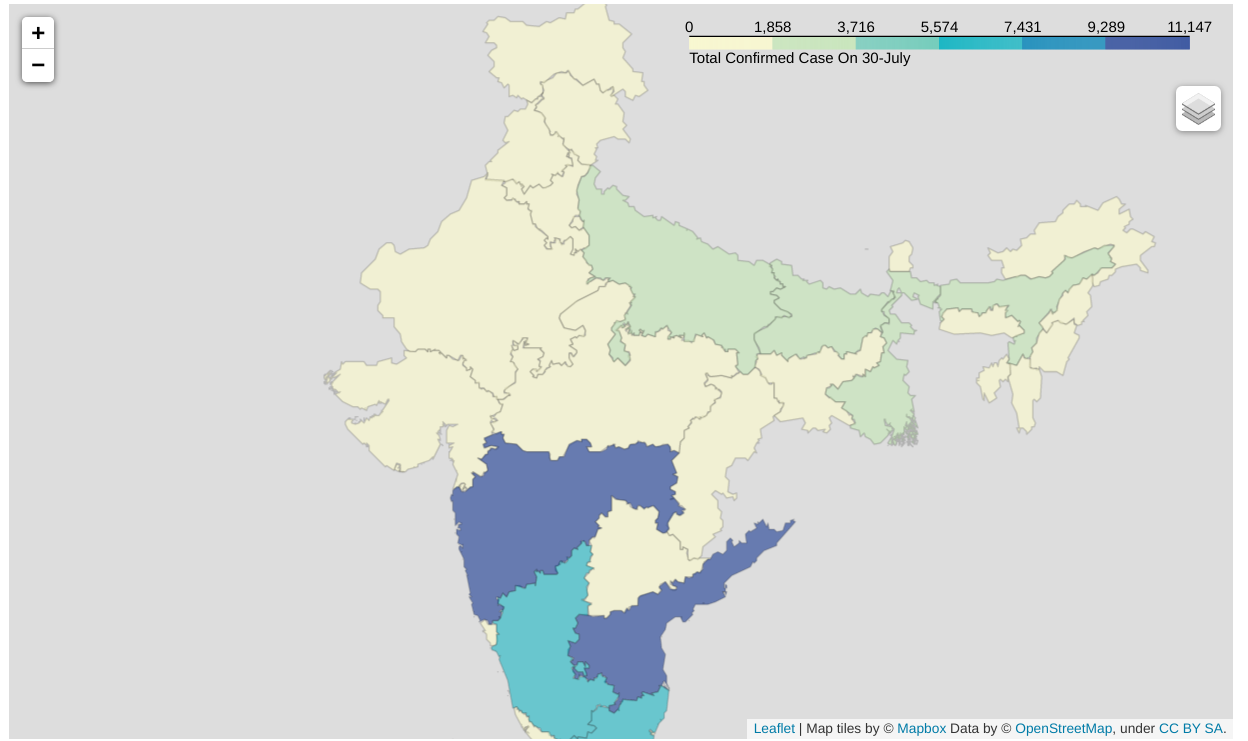 +
−
0 1,858 3,716 5,574 7,431 9,289 11,147
Total Confirmed Case On 30-July
Leaflet | Map tiles by © Mapbox Data by © OpenStreetMap, under CC BY SA.